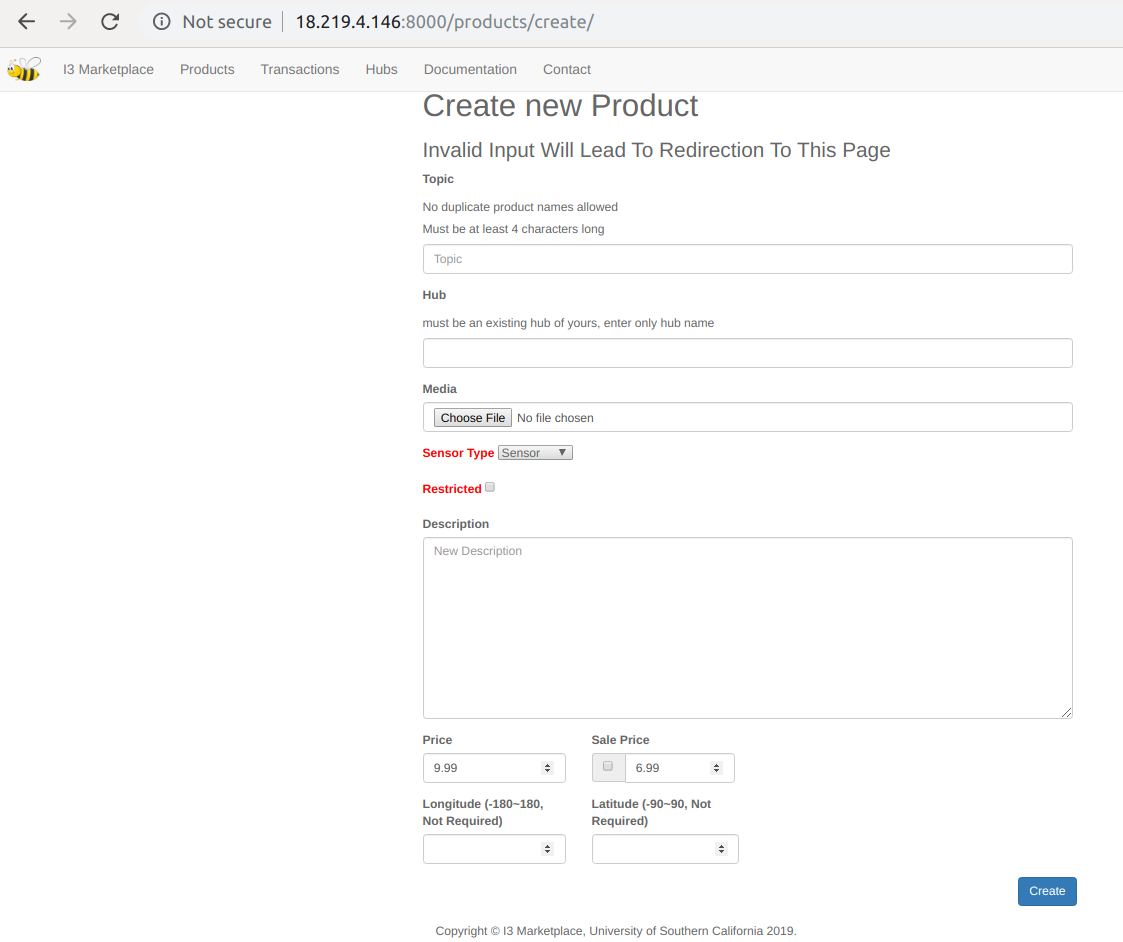 Not secure 18.219.4.146:8000/products/create/
I3 Marketplace Products Transactions Hubs Documentation Contact
Create new Product
Invalid Input Will Lead To Redirection To This Page
Topic
No duplicate product names allowed
Must be at least 4 characters long
Topic
Hub
must be an existing hub of yours, enter only hub name
Media
Choose File No file chosen
Sensor Type Sensor
Restricted
Description
New Description
Price Sale Price
9.99 6.99
Longitude (-180~180, Latitude (-90~90, Not
Not Required) Required)
Create
Copyright © I3 Marketplace, University of Southern California 2019.